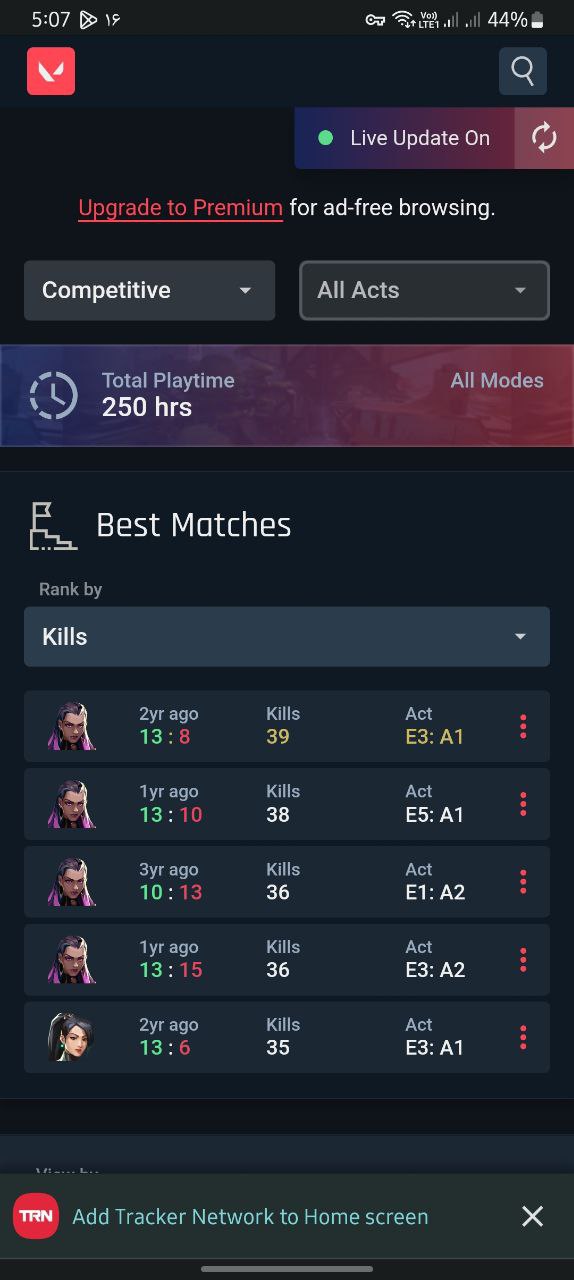 5:07 ۱۶ Vo)) LTE1 44%
Live Update On
Upgrade to Premium for ad-free browsing.
Competitive All Acts
Total Playtime All Modes
250 hrs
Best Matches
Rank by
Kills
2yr ago Kills Act
13 : 8 39 E3: A1
1yr ago Kills Act
13 : 10 38 E5: A1
3yr ago Kills Act
10 : 13 36 E1: A2
1yr ago Kills Act
13 : 15 36 E3: A2
2yr ago Kills Act
13 : 6 35 E3: A1
View by
TRN Add Tracker Network to Home screen